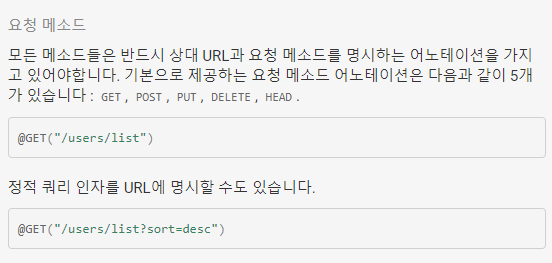 요청 메소드
모든 메소드들은 반드시 상대 URL과 요청 메소드를 명시하는 어노테이션을 가지
고 있어야합니다. 기본으로 제공하는 요청 메소드 어노테이션은 다음과 같이 5개
가 있습니다 : GET , POST , PUT , DELETE , HEAD .
@GET("/users/list")
정적 쿼리 인자를 URL에 명시할 수도 있습니다.
@GET("/users/list?sort=desc")